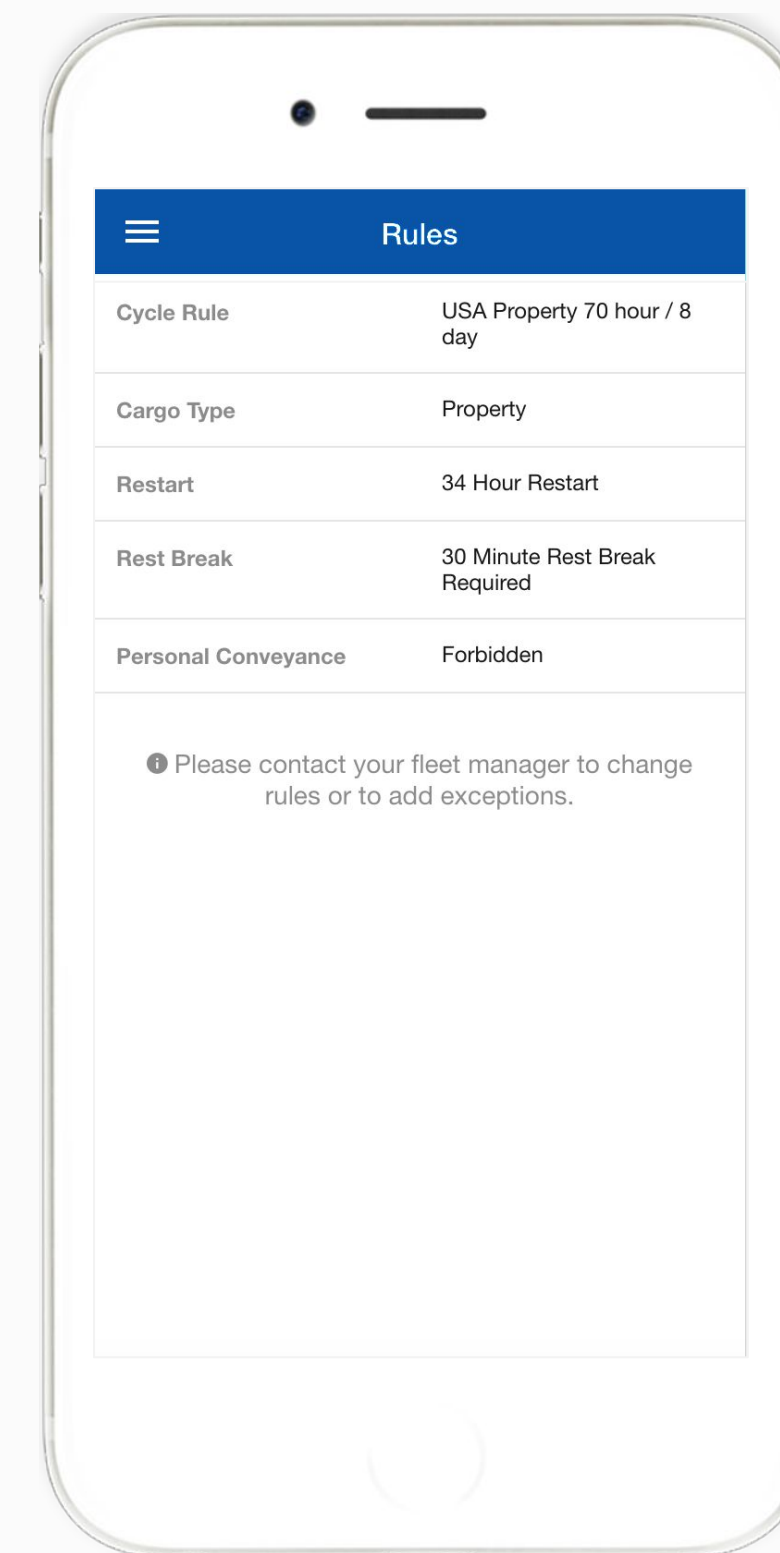 Rules
Cycle Rule
USA Property 70 hour / 8
day
Cargo Type
Property
Restart
34 Hour Restart
Rest Break
30 Minute Rest Break
Required
Personal Conveyance
Forbidden
Please contact your fleet manager to change
rules or to add exceptions.